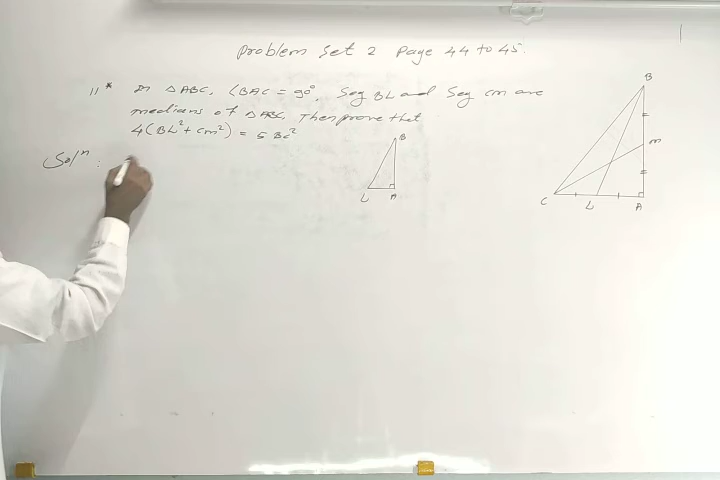 Problem Set 2 Page 44 to 45.
11* In △ABC, ∠BAC = 90°, Seg BL and Seg CM are
medians of △ABC, Then prove that
4(BL² + CM²) = 5 BC²
Solⁿ :
B
L A
B
M
C L A